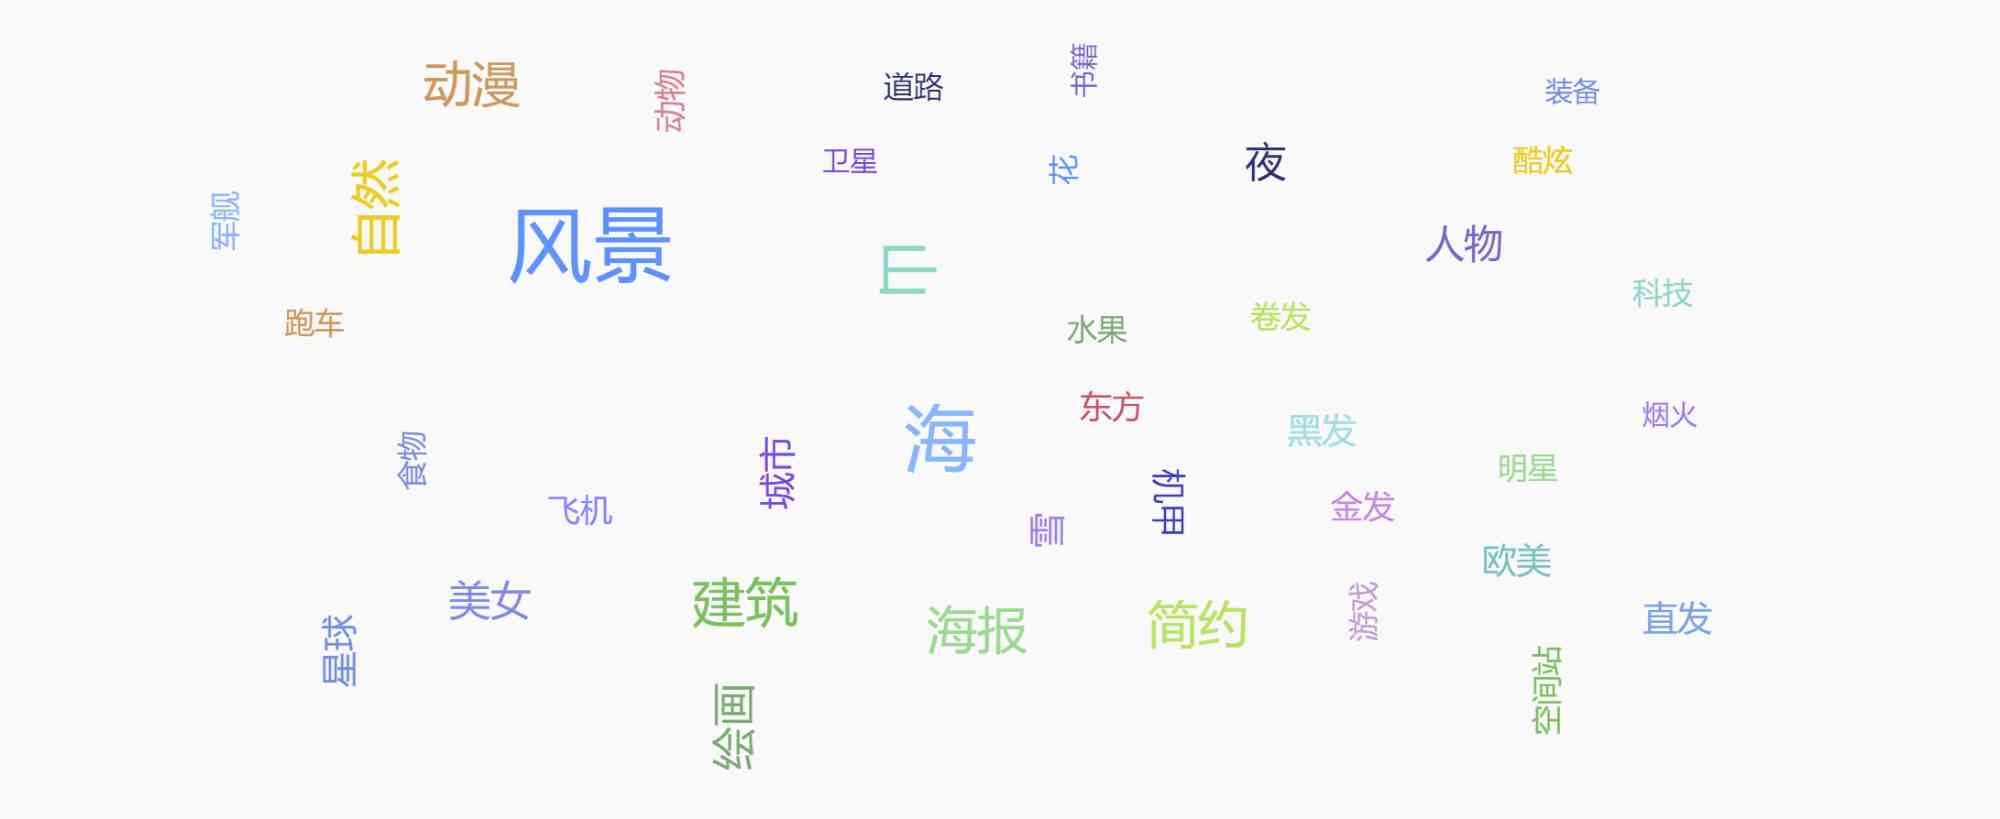 书籍
动漫
动物
道路
装备
卫星
花
夜
酷炫
自然
军舰
风景
山
人物
科技
跑车
水果
卷发
东方
烟火
海
黑发
食物
城市
明星
飞机
机甲
金发
雪
欧美
美女
建筑
海报
简约
游戏
直发
星球
空间站
绘画